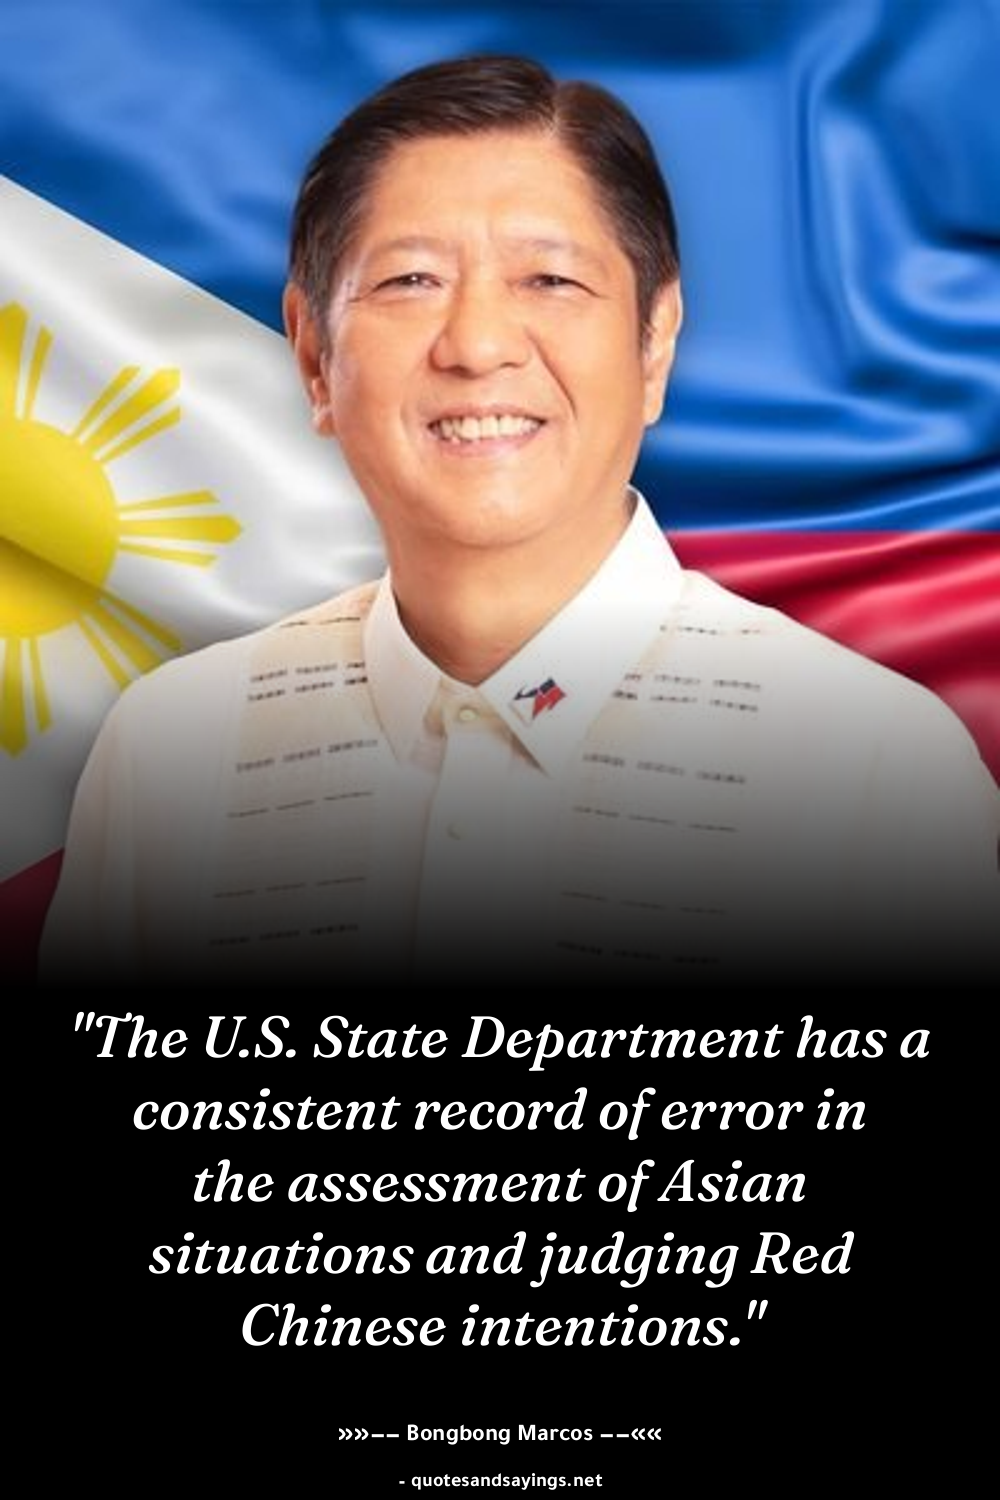 "The U.S. State Department has a
consistent record of error in
the assessment of Asian
situations and judging Red
Chinese intentions."
»»–– Bongbong Marcos ––««
- quotesandsayings.net